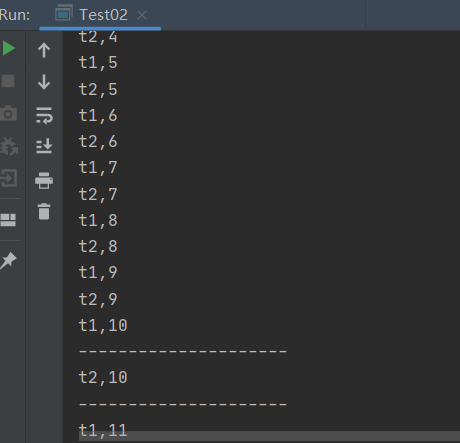 Run: Test02
t2,4
t1,5
t2,5
t1,6
t2,6
t1,7
t2,7
t1,8
t2,8
t1,9
t2,9
t1,10
---------------------
t2,10
---------------------
t1,11